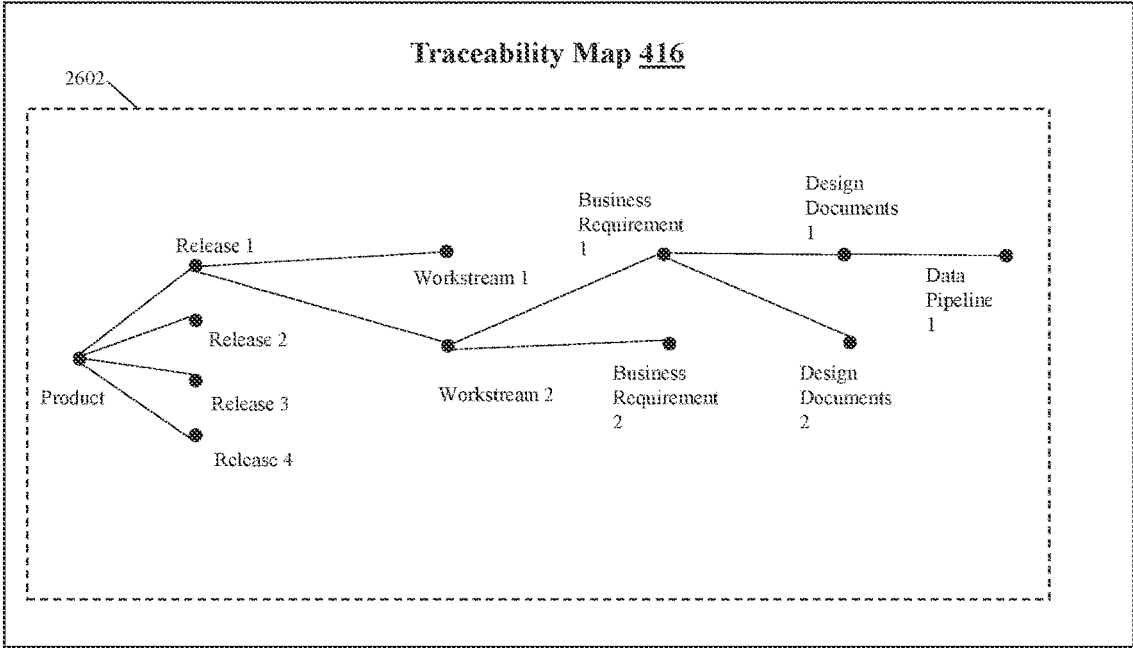 Traceability Map 416
2602
Design
Documents
1
Business
Requirement
1
Release 1
Workstream 1
Data
Pipeline
1
Release 2
Product
Release 3
Workstream 2
Business
Requirement
2
Design
Documents
2
Release 4